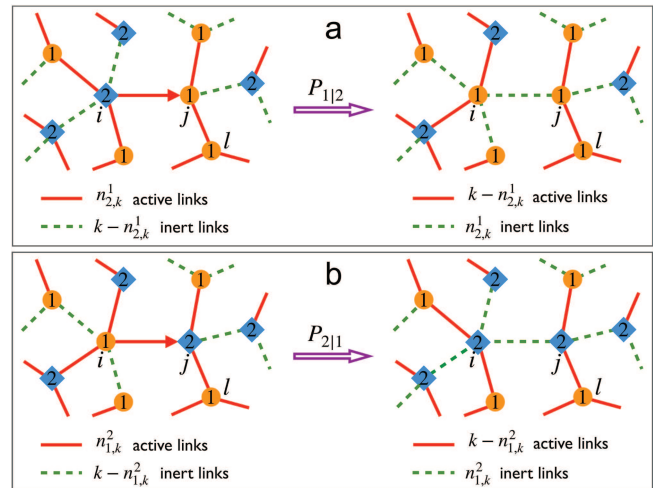 a
2 1 2 1
1 1
2 1 P_{1|2} 1 1 2
2 2
i j i j
2 l 2 l
1 1 1 1
n^1_{2,k} active links
k − n^1_{2,k} inert links
k − n^1_{2,k} active links
n^1_{2,k} inert links
b
2 1 2 1
1 1
2 P_{2|1} 2
1 2 2 2
i j i j
2 l 2 l
1 1 1 1
n^2_{1,k} active links
k − n^2_{1,k} inert links
k − n^2_{1,k} active links
n^2_{1,k} inert links